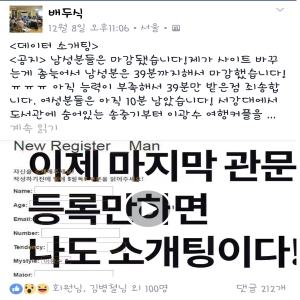 배두식
12월 8일 오후11:06 · 서울 ·
<데이터 소개팅>
<공지> 남성분들은 마감됐습니다!제가 사이트 바꾸
는게 좀늦어서 남성분은 39분까지해서 마감했습니다!
ㅠㅠㅠ 아직 능력이 부족해서 39분만 받은점 죄송합
니다. 여성분들은 아직 10분 남았습니다! 서강대에서
도서관에 숨어있는 송중기부터 이광수 여행커플을 ...
계속 읽기
New Register Man
이제 마지막 관문
등록만하면
나도 소개팅이다!
Name:
Age:
Email:
Number:
Tendency:
Mystyle:
Major:
회원님, 김병철님 외 100명
댓글 212개